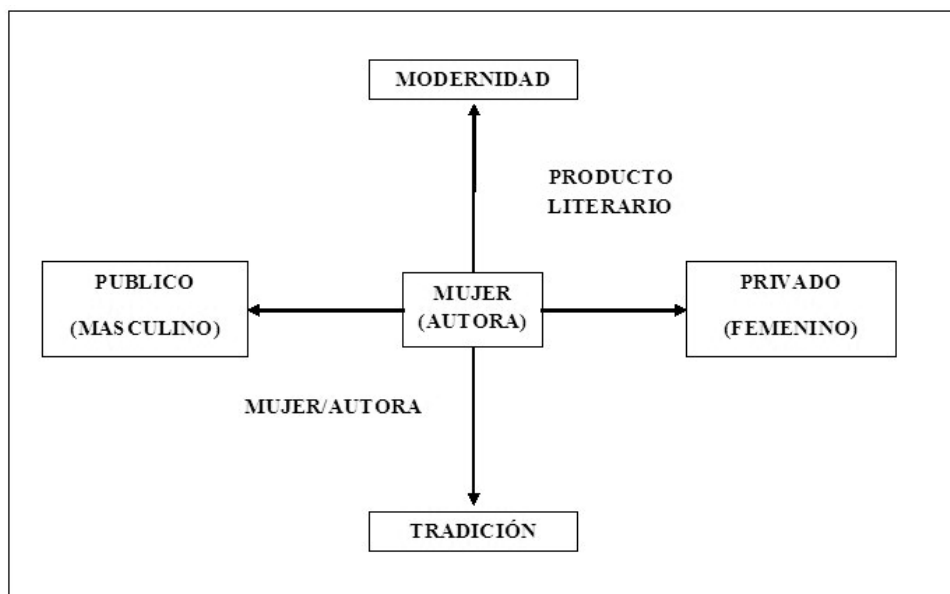 MODERNIDAD
PRODUCTO
LITERARIO
PUBLICO
(MASCULINO)
MUJER
(AUTORA)
PRIVADO
(FEMENINO)
MUJER/AUTORA
TRADICIÓN